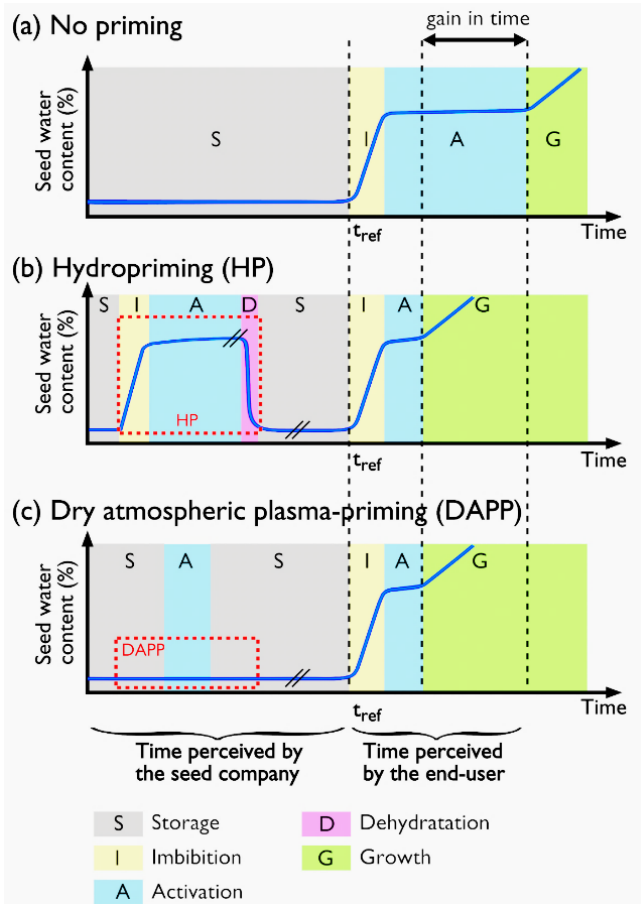 gain in time
(a) No priming
Seed water
content (%)
S
I
A
G
t_ref
Time
(b) Hydropriming (HP)
Seed water
content (%)
S
I
A
D
S
I
A
G
HP
t_ref
Time
(c) Dry atmospheric plasma-priming (DAPP)
Seed water
content (%)
S
A
S
I
A
G
DAPP
t_ref
Time
Time perceived by
the seed company
Time perceived
by the end-user
S Storage
D Dehydratation
I Imbibition
G Growth
A Activation